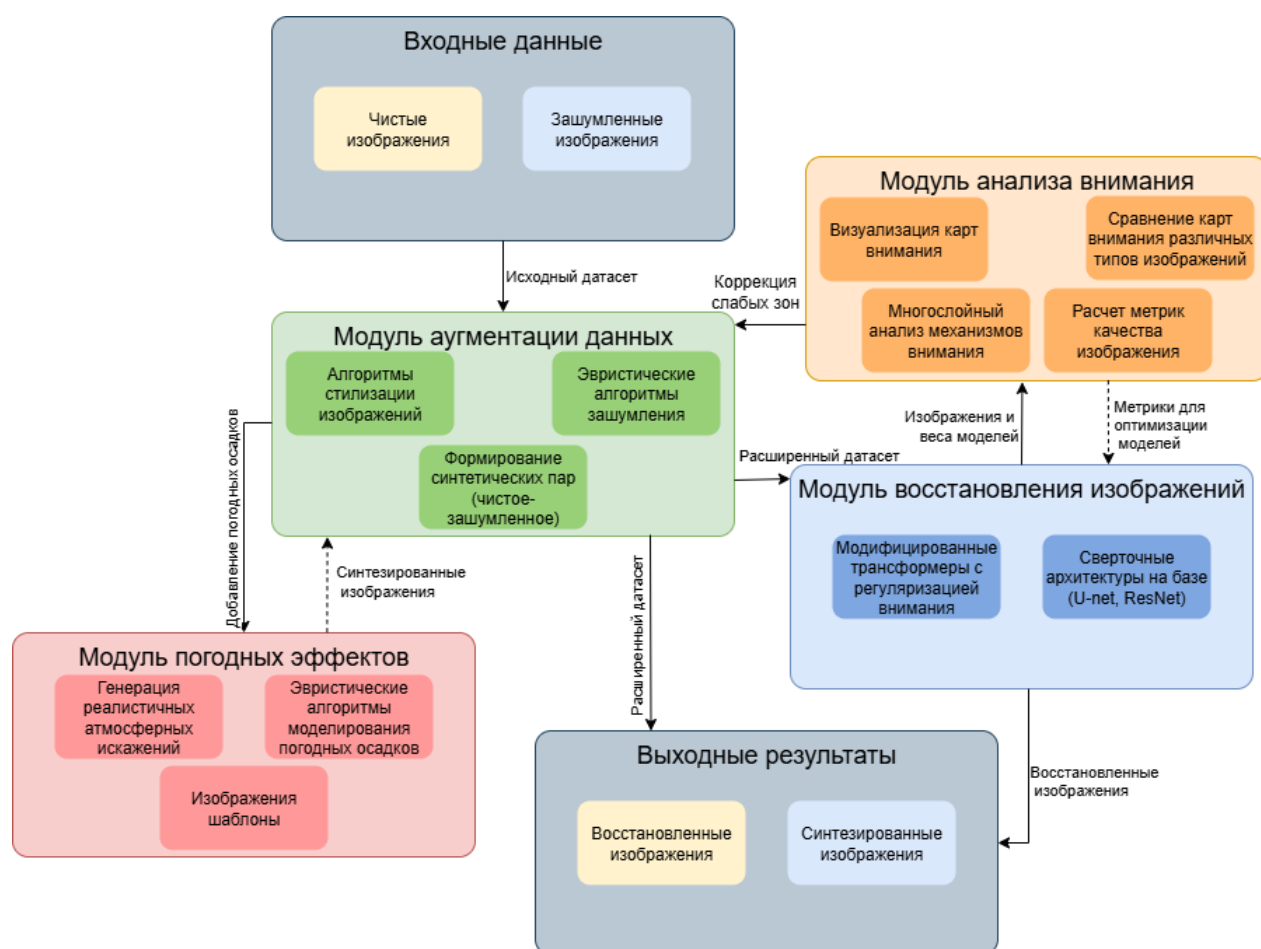 Входные данные
Чистые
изображения
Зашумленные
изображения
Исходный датасет
Модуль анализа внимания
Визуализация карт
внимания
Сравнение карт
внимания различных
типов изображений
Многослойный
анализ механизмов
внимания
Расчет метрик
качества
изображения
Коррекция
слабых зон
Модуль аугментации данных
Алгоритмы
стилизации
изображений
Эвристические
алгоритмы
зашумления
Формирование
синтетических пар
(чистое-
зашумленное)
Изображения и
веса моделей
Метрики для
оптимизации
моделей
Расширенный датасет
Модуль восстановления изображений
Модифицированные
трансформеры с
регуляризацией
внимания
Сверточные
архитектуры на базе
(U-net, ResNet)
Добавление погодных осадков
Синтезированные
изображения
Расширенный датасет
Модуль погодных эффектов
Генерация
реалистичных
атмосферных
искажений
Эвристические
алгоритмы
моделирования
погодных осадков
Изображения
шаблоны
Восстановленные
изображения
Выходные результаты
Восстановленные
изображения
Синтезированные
изображения